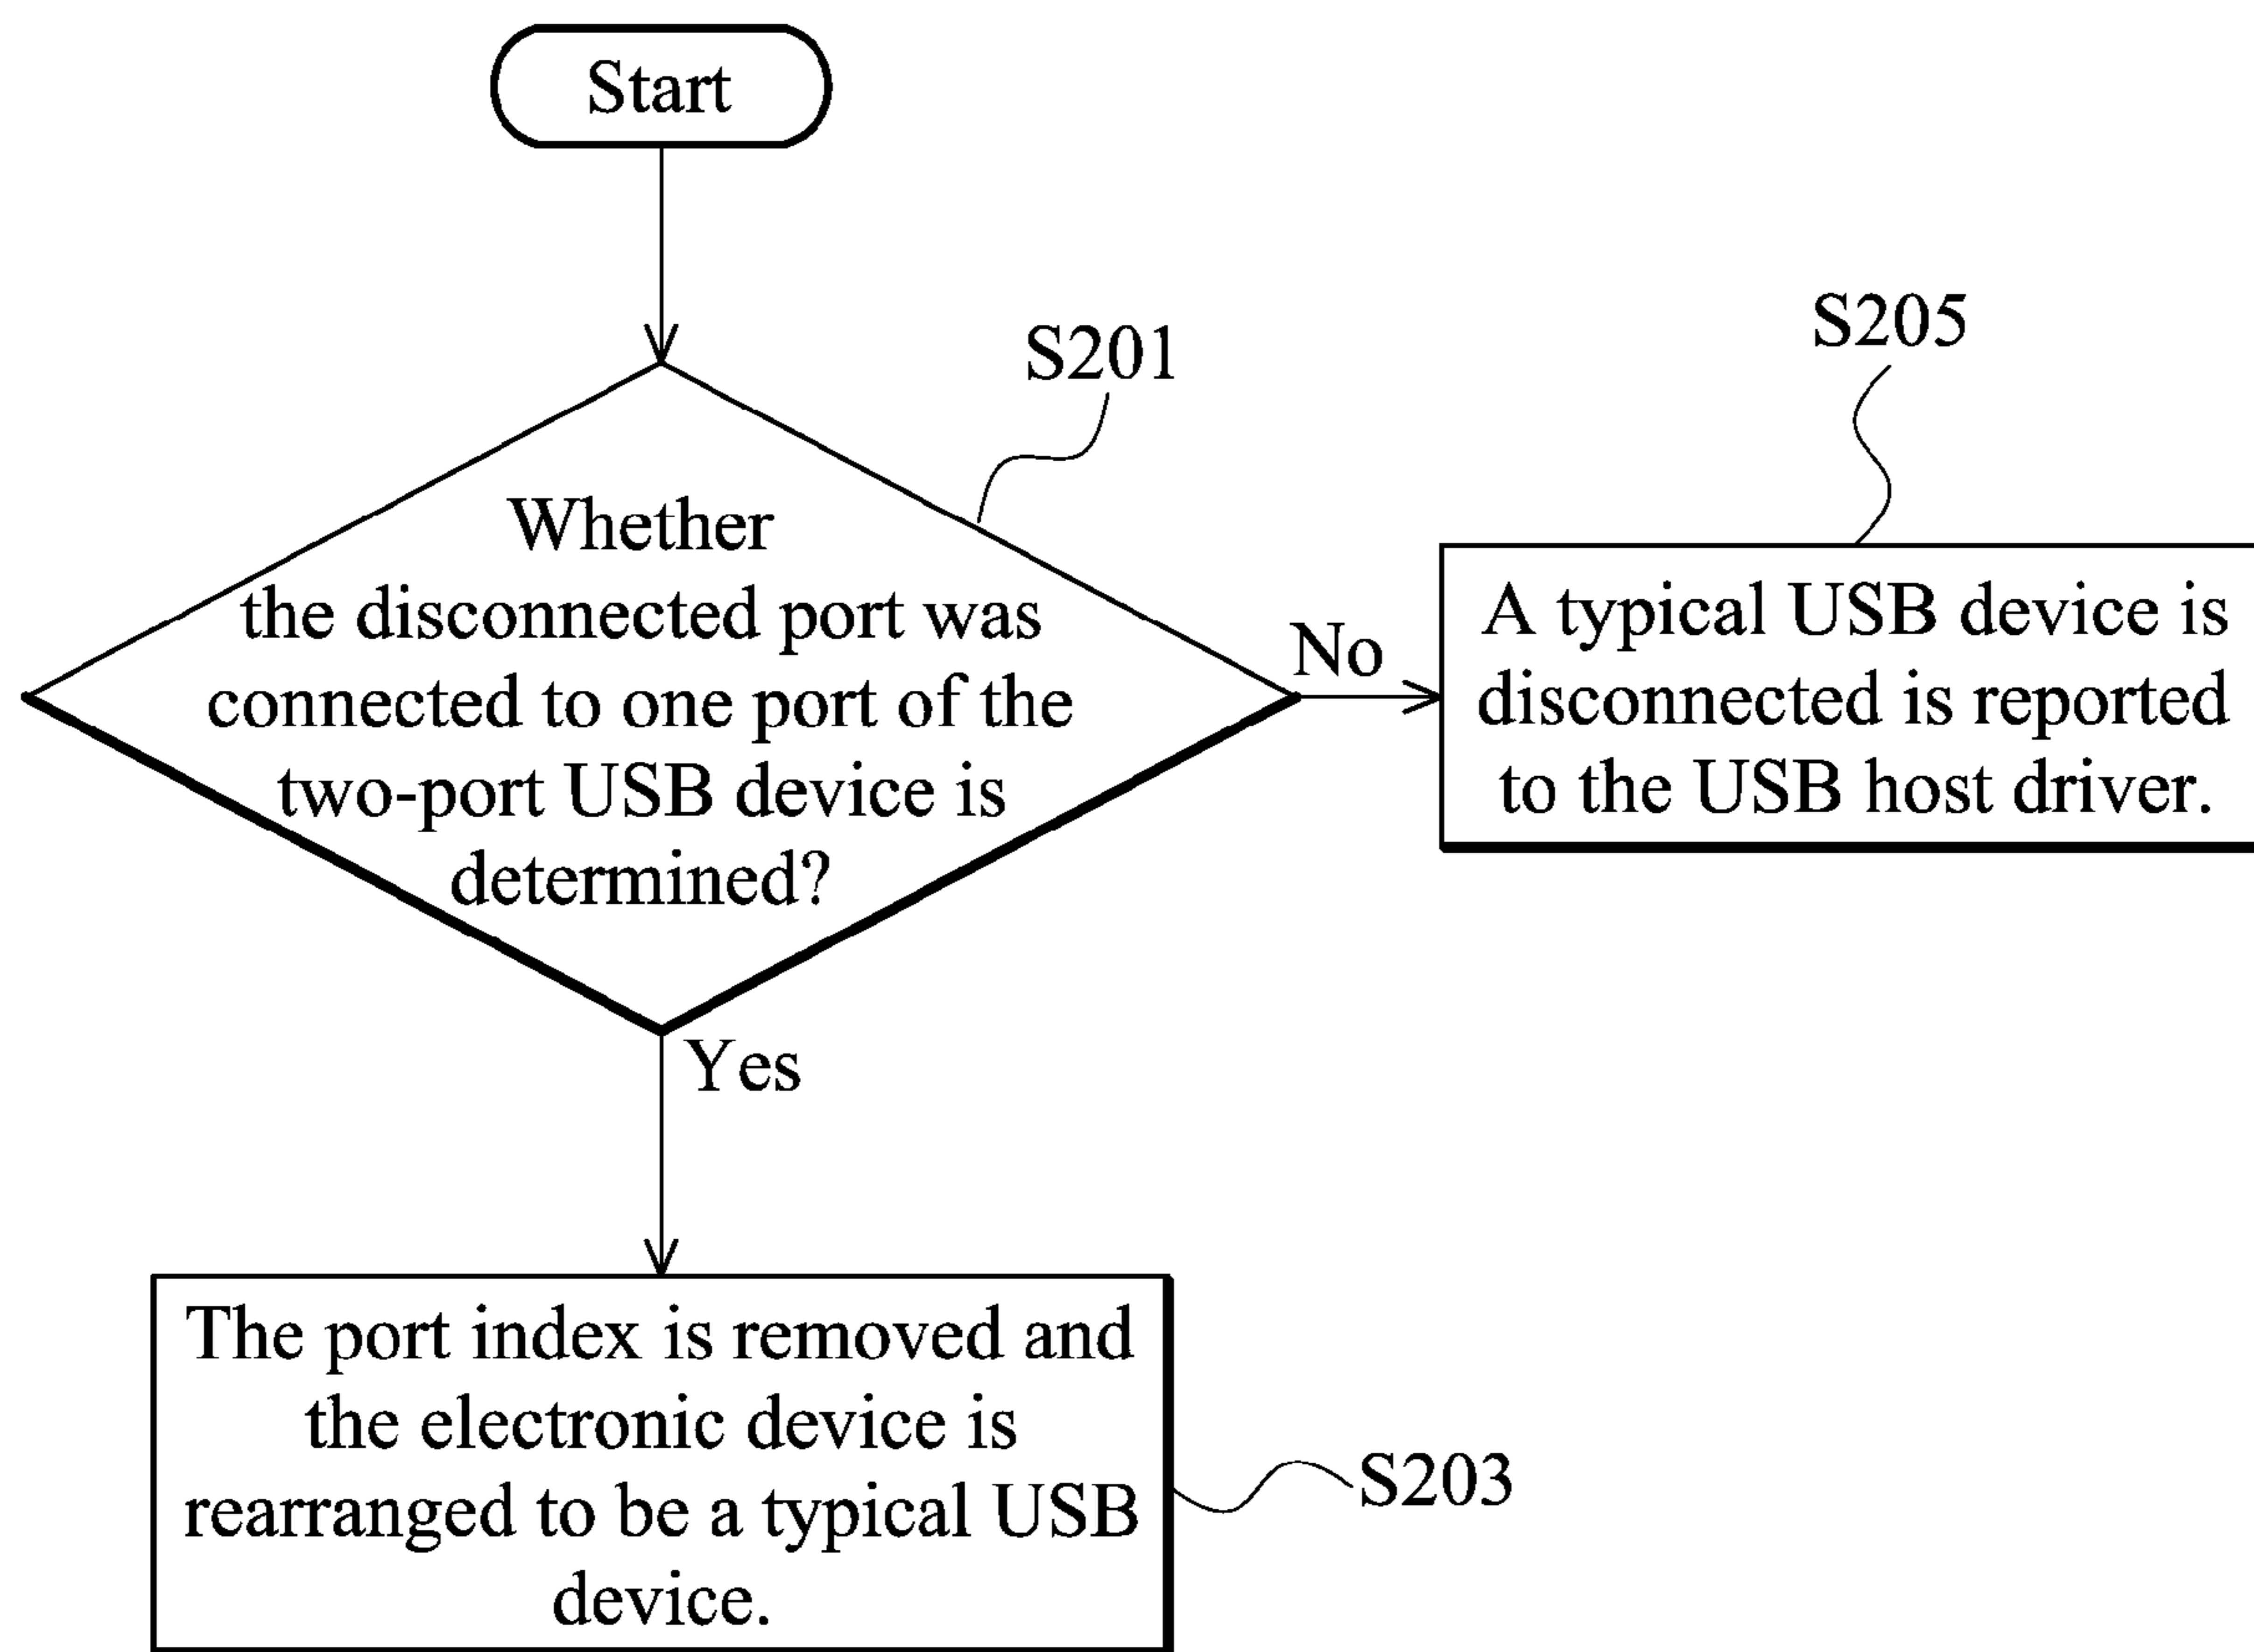 Start
S201
S205
Whether
the disconnected port was
connected to one port of the
two-port USB device is
determined?
No
A typical USB device is
disconnected is reported
to the USB host driver.
Yes
The port index is removed and
the electronic device is
rearranged to be a typical USB
device.
S203